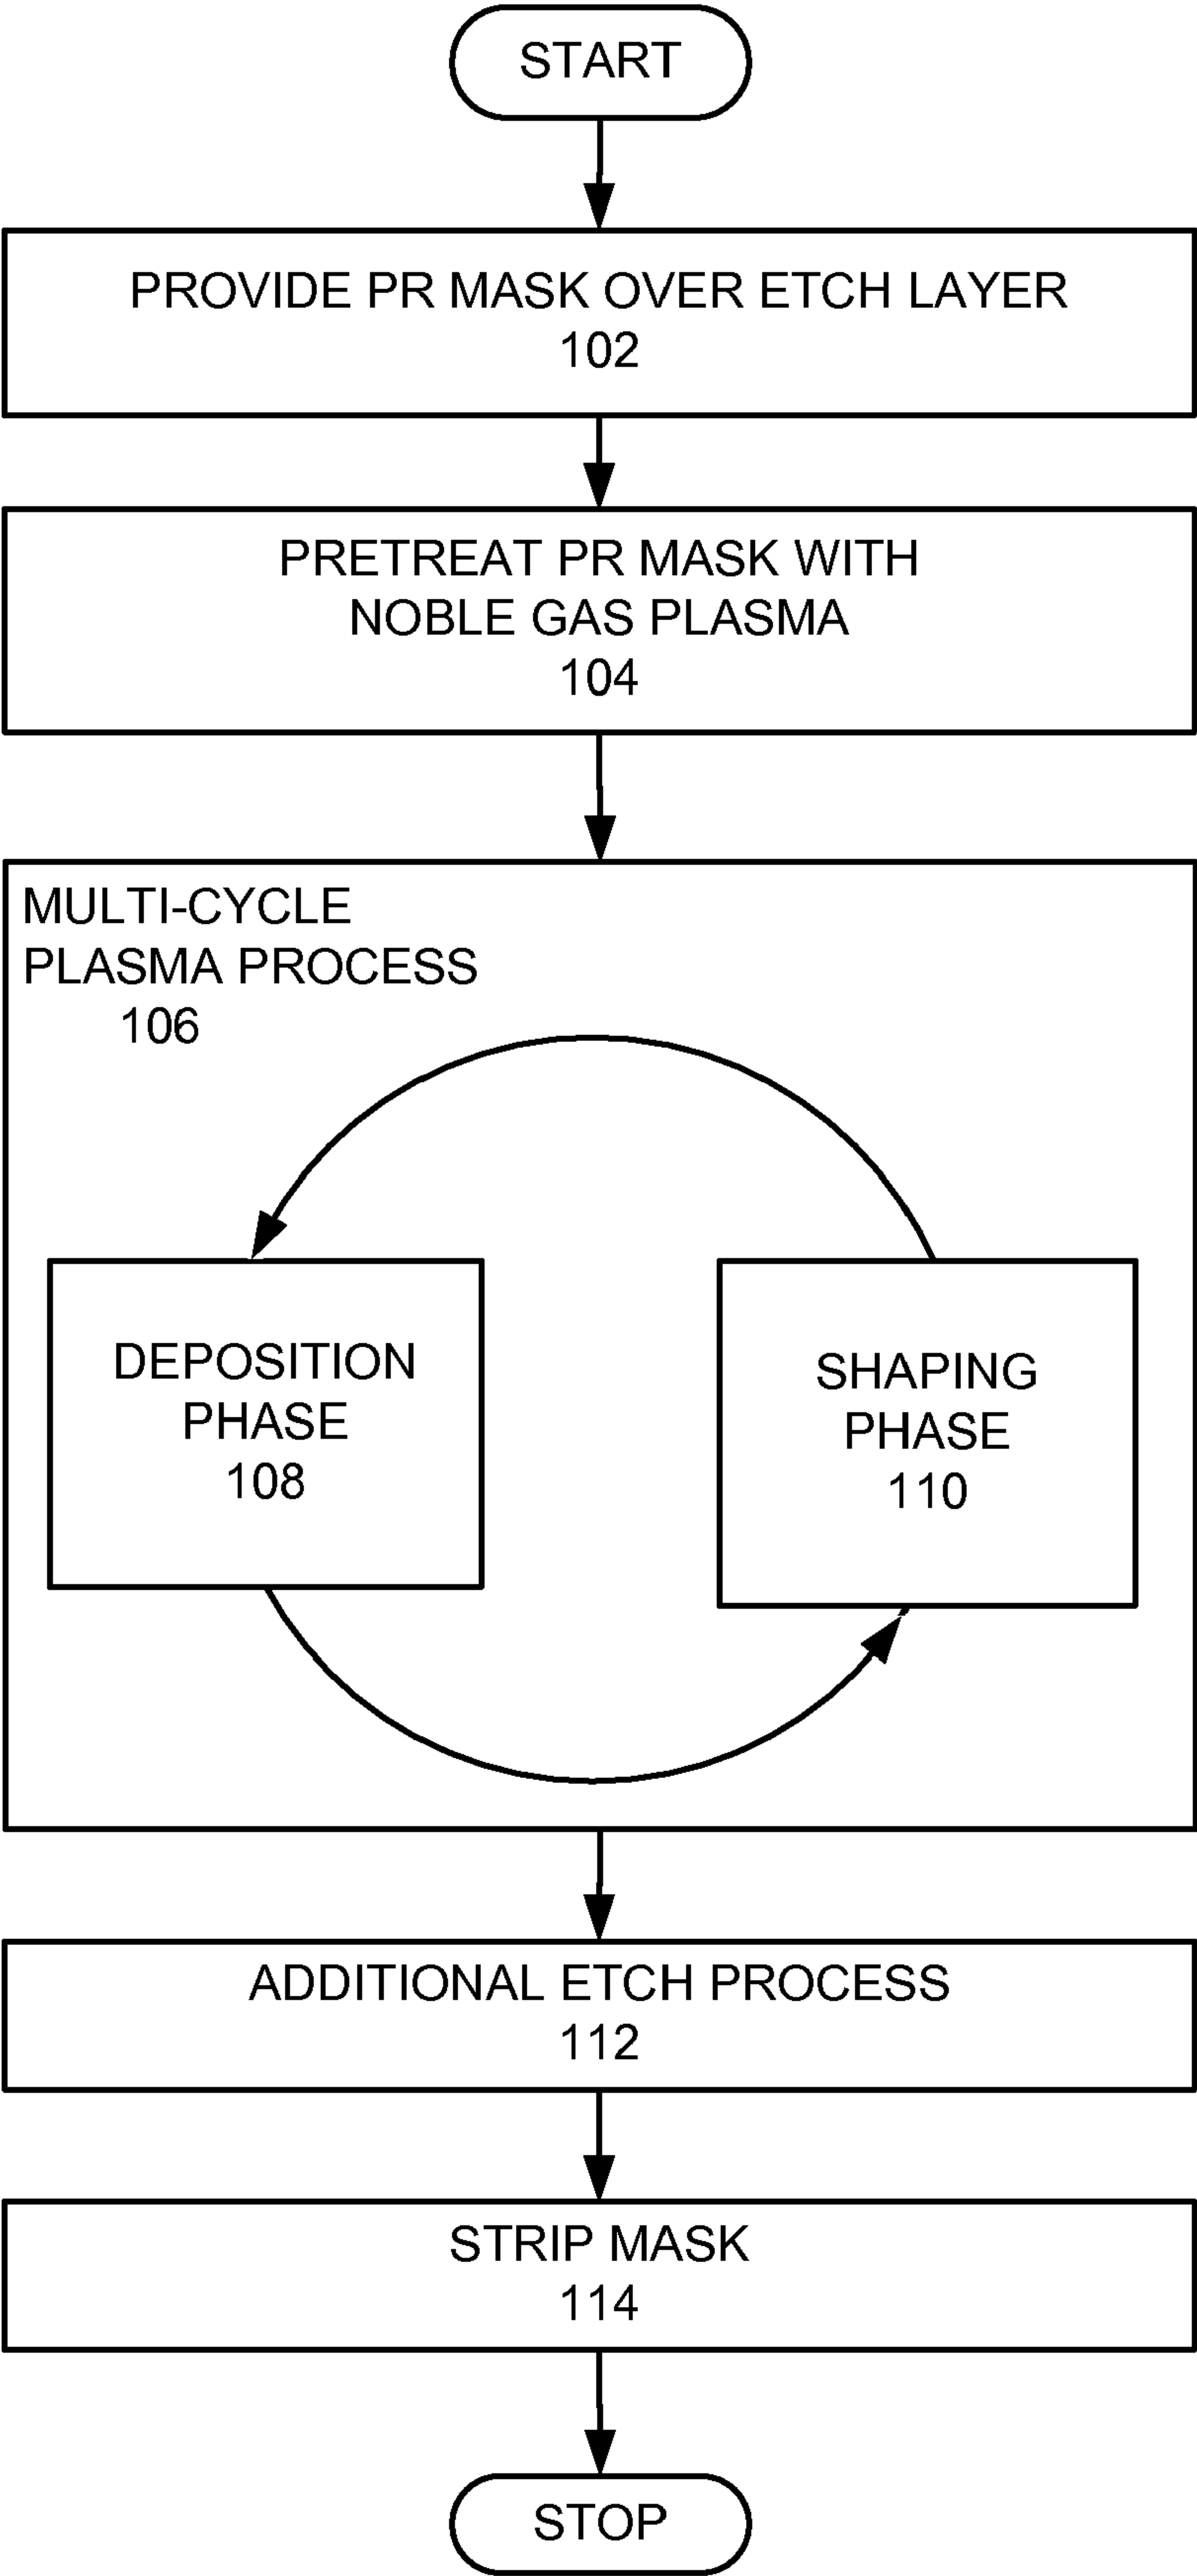 START
PROVIDE PR MASK OVER ETCH LAYER
102
PRETREAT PR MASK WITH
NOBLE GAS PLASMA
104
MULTI-CYCLE
PLASMA PROCESS
106
DEPOSITION
PHASE
108
SHAPING
PHASE
110
ADDITIONAL ETCH PROCESS
112
STRIP MASK
114
STOP